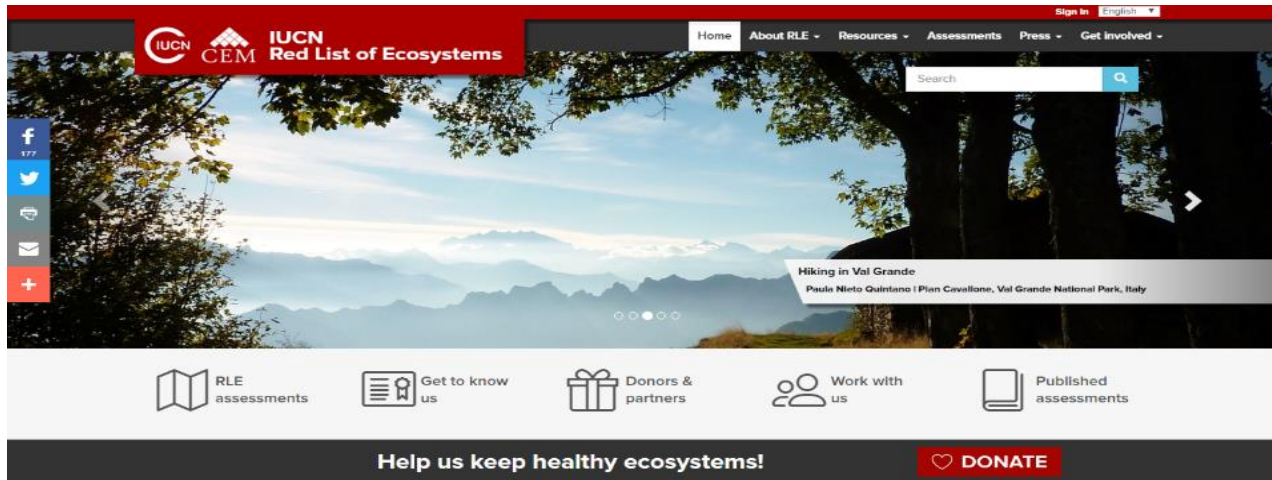 Sign In English
IUCN
CEM
IUCN
Red List of Ecosystems
Home About RLE Resources Assessments Press Get involved
Search
f
177
Hiking in Val Grande
Paula Nieto Quintano | Pian Cavallone, Val Grande National Park, Italy
RLE
assessments
Get to know
us
Donors &
partners
Work with
us
Published
assessments
Help us keep healthy ecosystems! DONATE